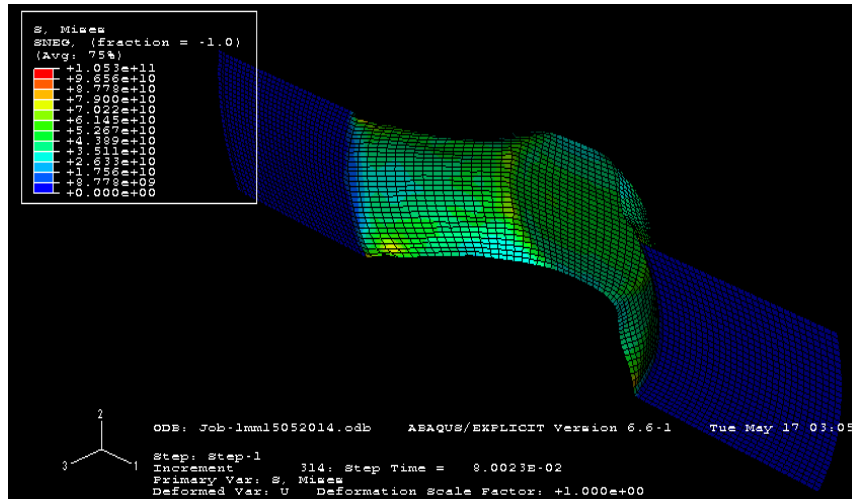 S, Mises
SNEG, (fraction = -1.0)
(Avg: 75%)
+1.053e+11
+9.656e+10
+8.778e+10
+7.900e+10
+7.022e+10
+6.145e+10
+5.267e+10
+4.389e+10
+3.511e+10
+2.633e+10
+1.756e+10
+8.778e+09
+0.000e+00
2
3
1
ODB: Job-1mm15052014.odb ABAQUS/EXPLICIT Version 6.6-1 Tue May 17 03:05
Step: Step-1
Increment 314: Step Time = 8.0023E-02
Primary Var: S, Mises
Deformed Var: U Deformation Scale Factor: +1.000e+00